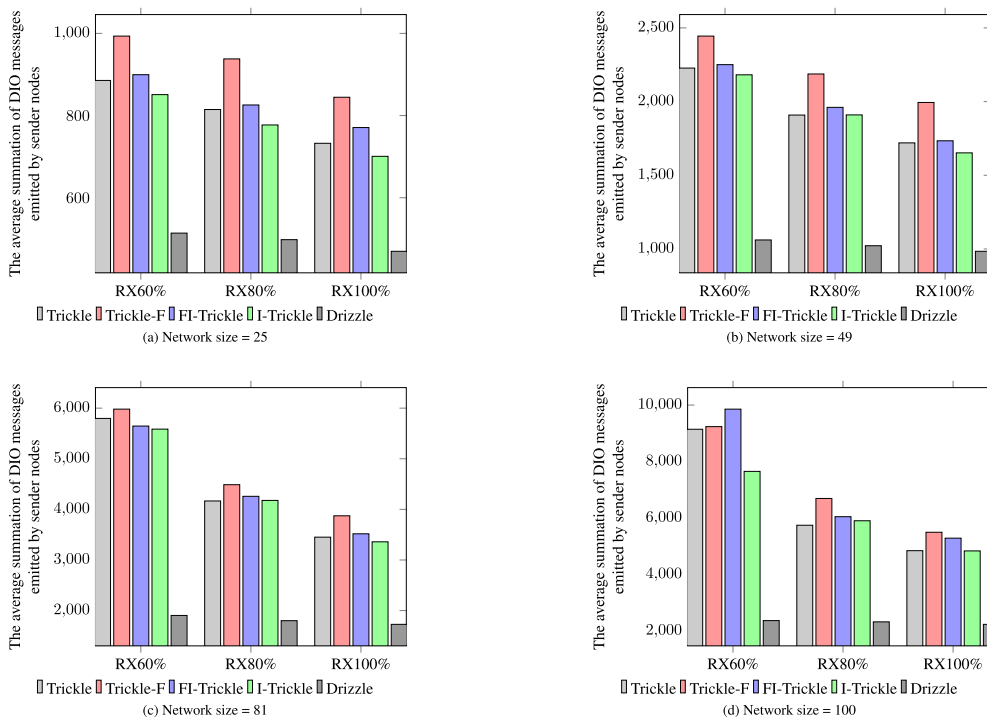 The average summation of DIO messages
emitted by sender nodes
1,000
800
600
RX60% RX80% RX100%
Trickle Trickle-F FI-Trickle I-Trickle Drizzle
(a) Network size = 25
The average summation of DIO messages
emitted by sender nodes
2,500
2,000
1,500
1,000
RX60% RX80% RX100%
Trickle Trickle-F FI-Trickle I-Trickle Drizzle
(b) Network size = 49
The average summation of DIO messages
emitted by sender nodes
6,000
5,000
4,000
3,000
2,000
RX60% RX80% RX100%
Trickle Trickle-F FI-Trickle I-Trickle Drizzle
(c) Network size = 81
The average summation of DIO messages
emitted by sender nodes
10,000
8,000
6,000
4,000
2,000
RX60% RX80% RX100%
Trickle Trickle-F FI-Trickle I-Trickle Drizzle
(d) Network size = 100